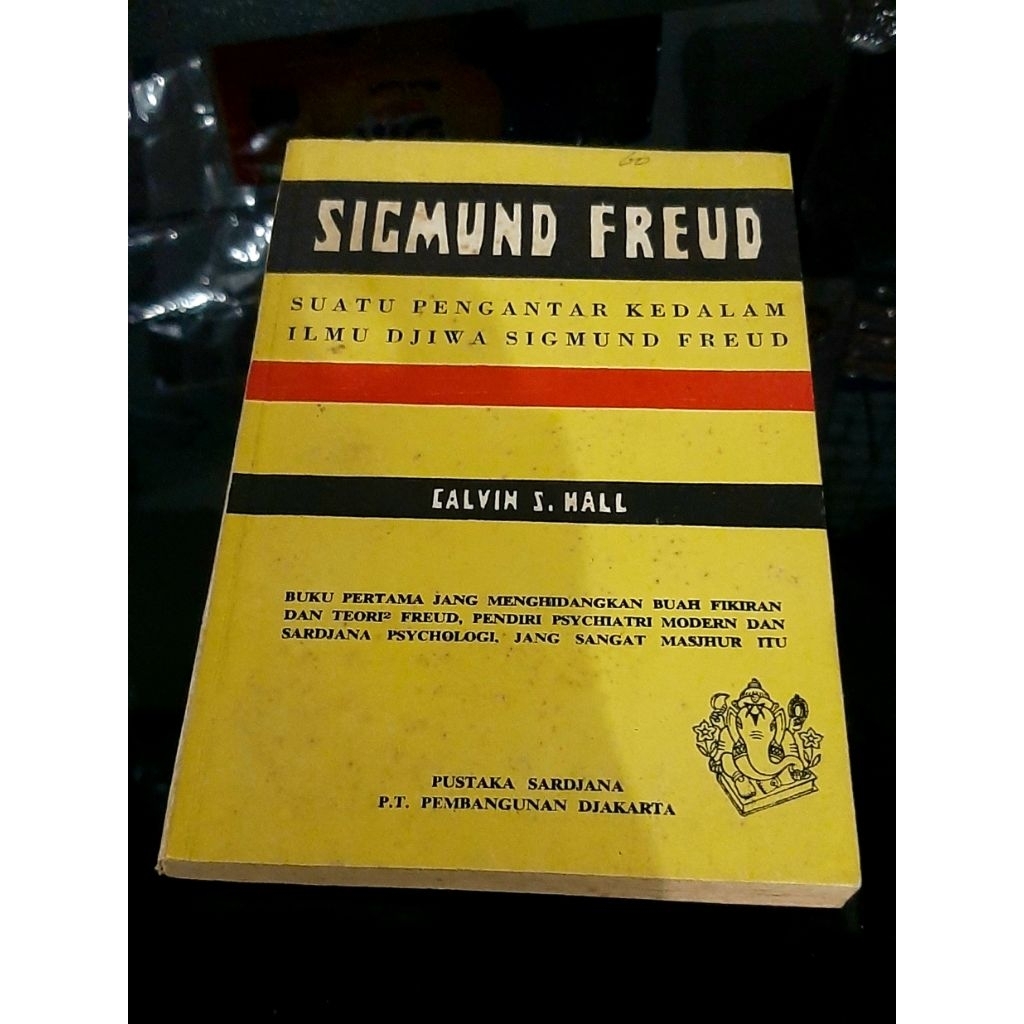 60
SIGMUND FREUD
SUATU PENGANTAR KEDALAM
ILMU DJIWA SIGMUND FREUD
CALVIN S. HALL
BUKU PERTAMA JANG MENGHIDANGKAN BUAH FIKIRAN
DAN TEORI² FREUD, PENDIRI PSYCHIATRI MODERN DAN
SARDJANA PSYCHOLOGI, JANG SANGAT MASJHUR ITU
PUSTAKA SARDJANA
P.T. PEMBANGUNAN DJAKARTA